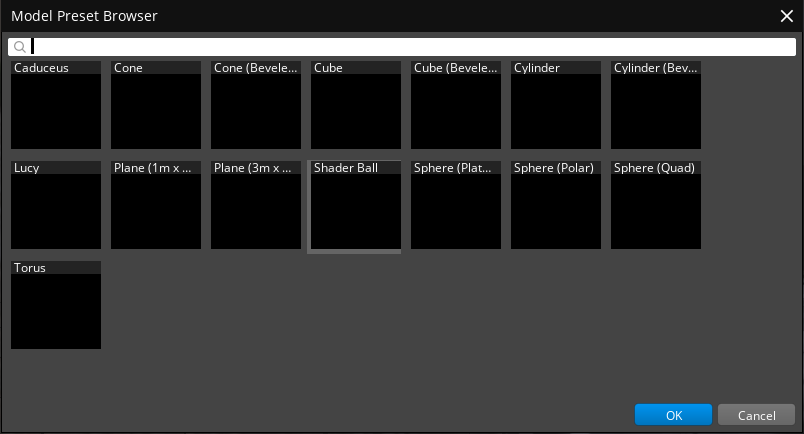 Model Preset Browser
Caduceus Cone Cone (Bevele... Cube Cube (Bevele... Cylinder Cylinder (Bev...
Lucy Plane (1m x ... Plane (3m x ... Shader Ball Sphere (Plat... Sphere (Polar) Sphere (Quad)
Torus
OK Cancel